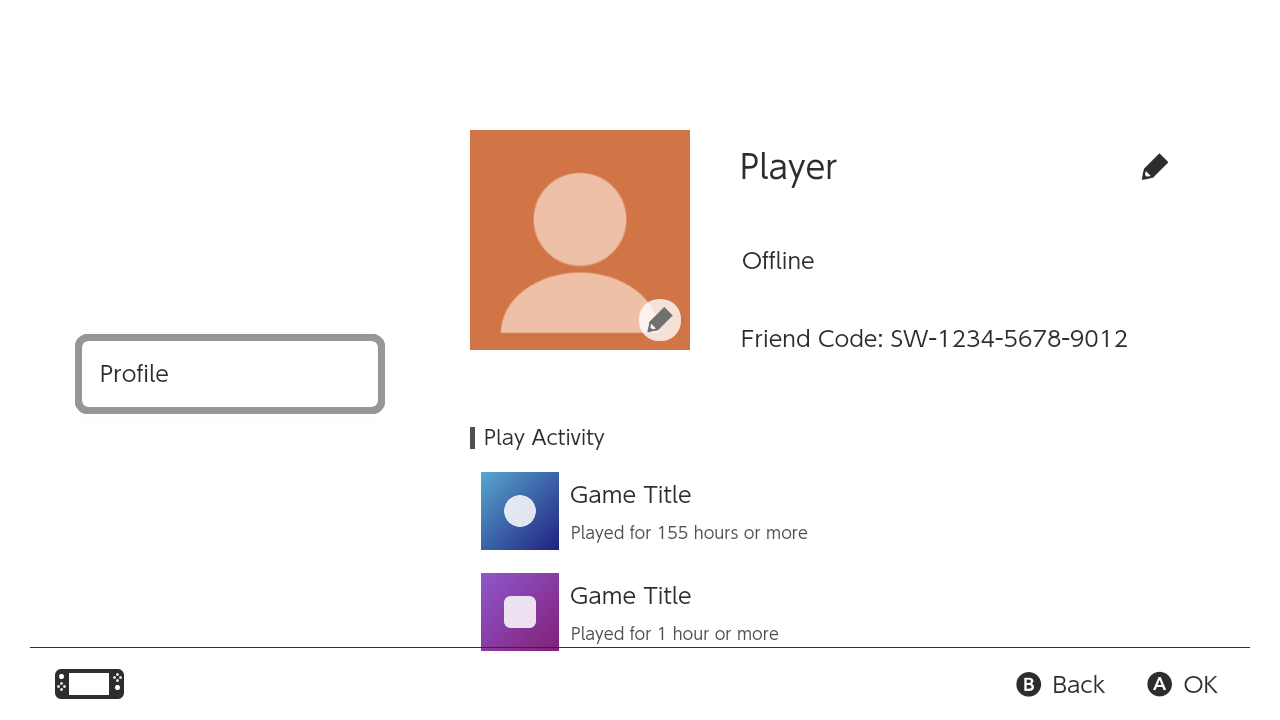 Player
Offline
Friend Code: SW-1234-5678-9012
Profile
Play Activity
Game Title
Played for 155 hours or more
Game Title
Played for 1 hour or more
B Back A OK